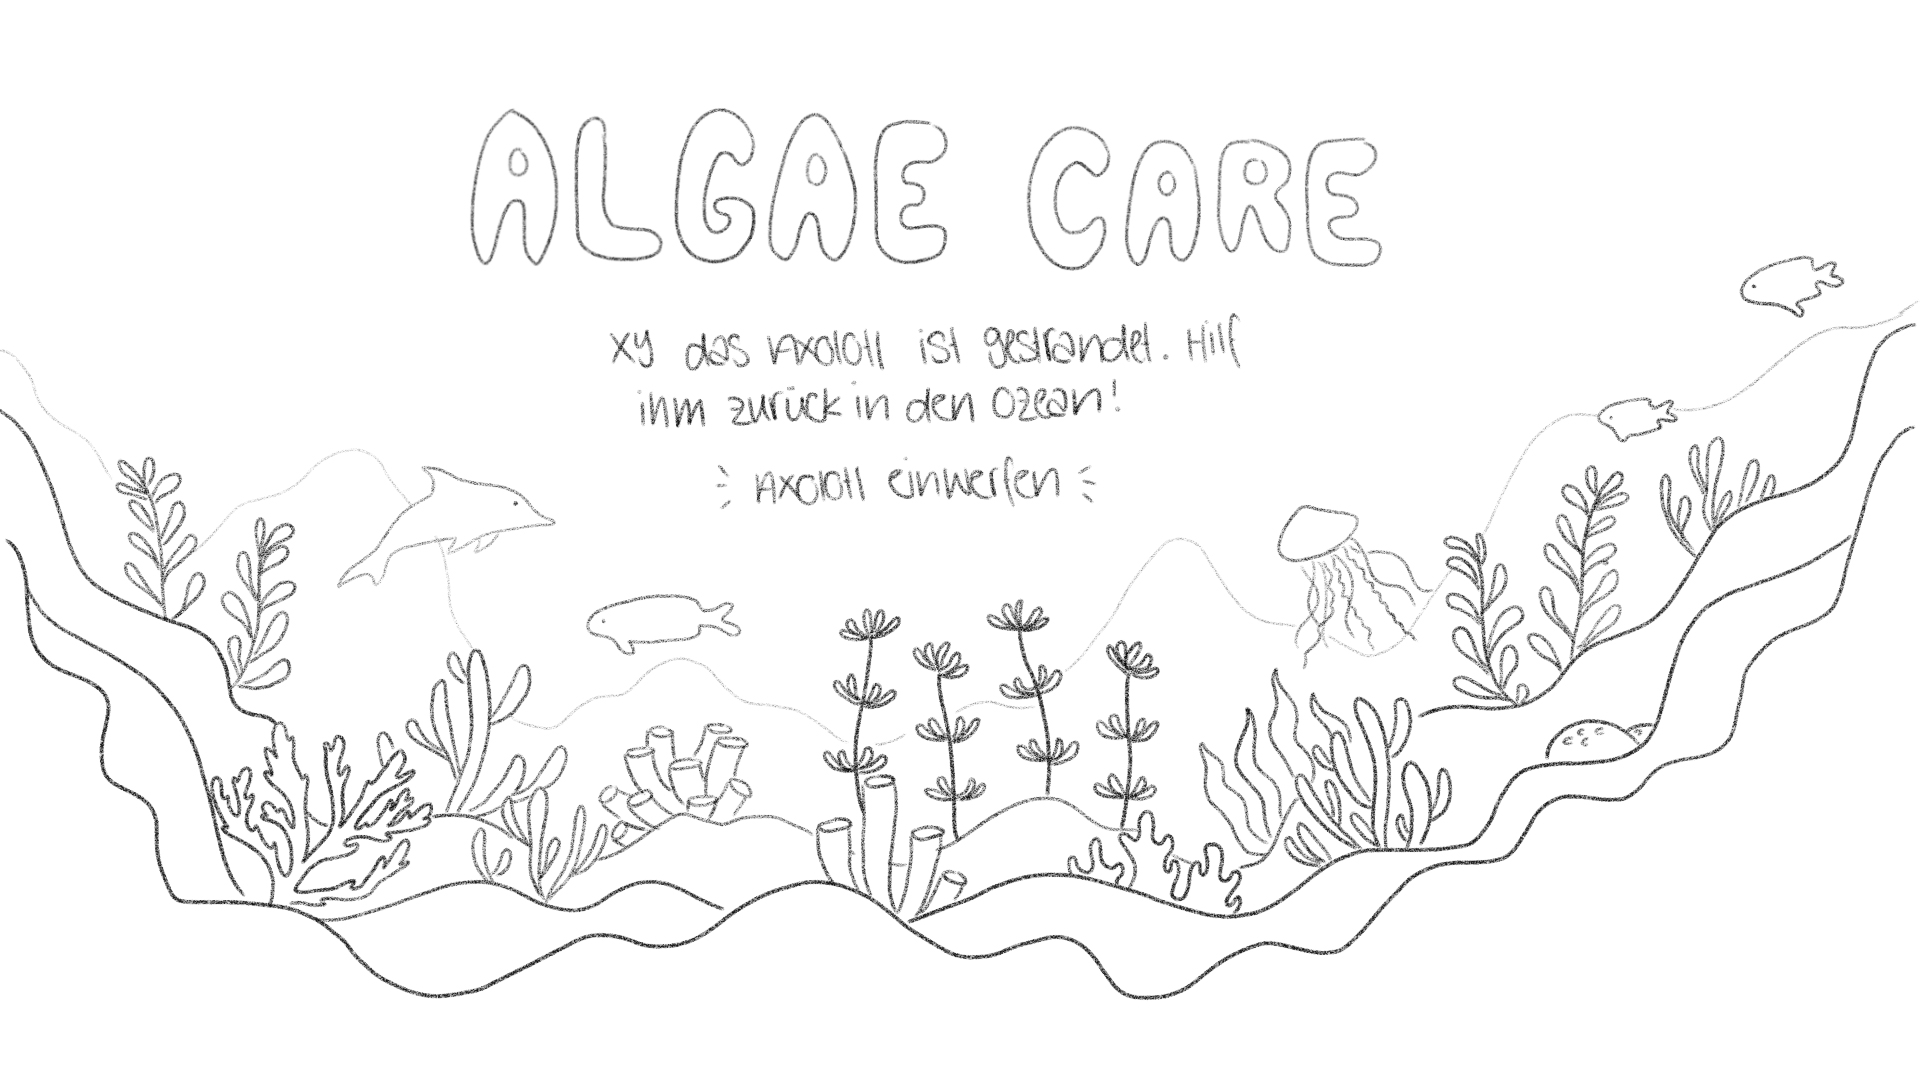 ALGAE CARE
xy das Axolotl ist gestrandet. Hilf
ihm zurück in den Ozean!
Axolotl einwerfen